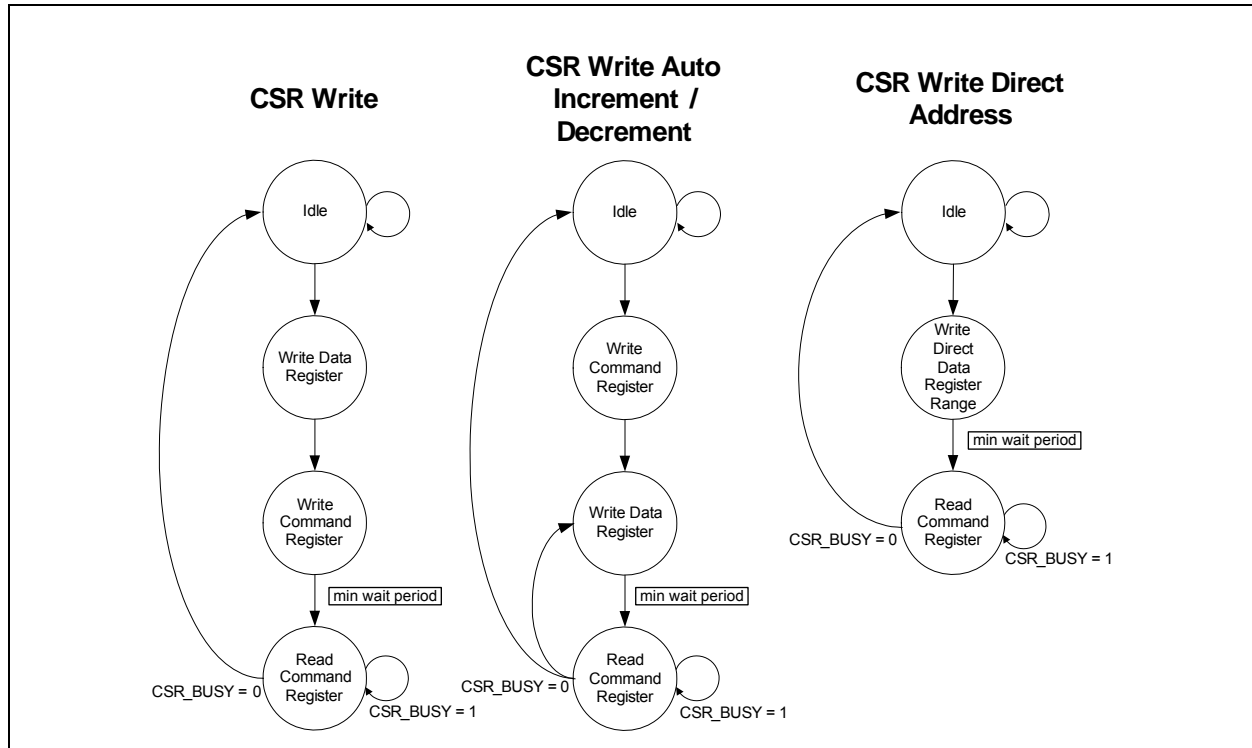 CSR Write
Idle
Write Data
Register
Write
Command
Register
min wait period
Read
Command
Register
CSR_BUSY = 0
CSR_BUSY = 1
CSR Write Auto
Increment /
Decrement
Idle
Write
Command
Register
Write Data
Register
min wait period
Read
Command
Register
CSR_BUSY = 0
CSR_BUSY = 1
CSR Write Direct
Address
Idle
Write
Direct
Data
Register
Range
min wait period
Read
Command
Register
CSR_BUSY = 0
CSR_BUSY = 1